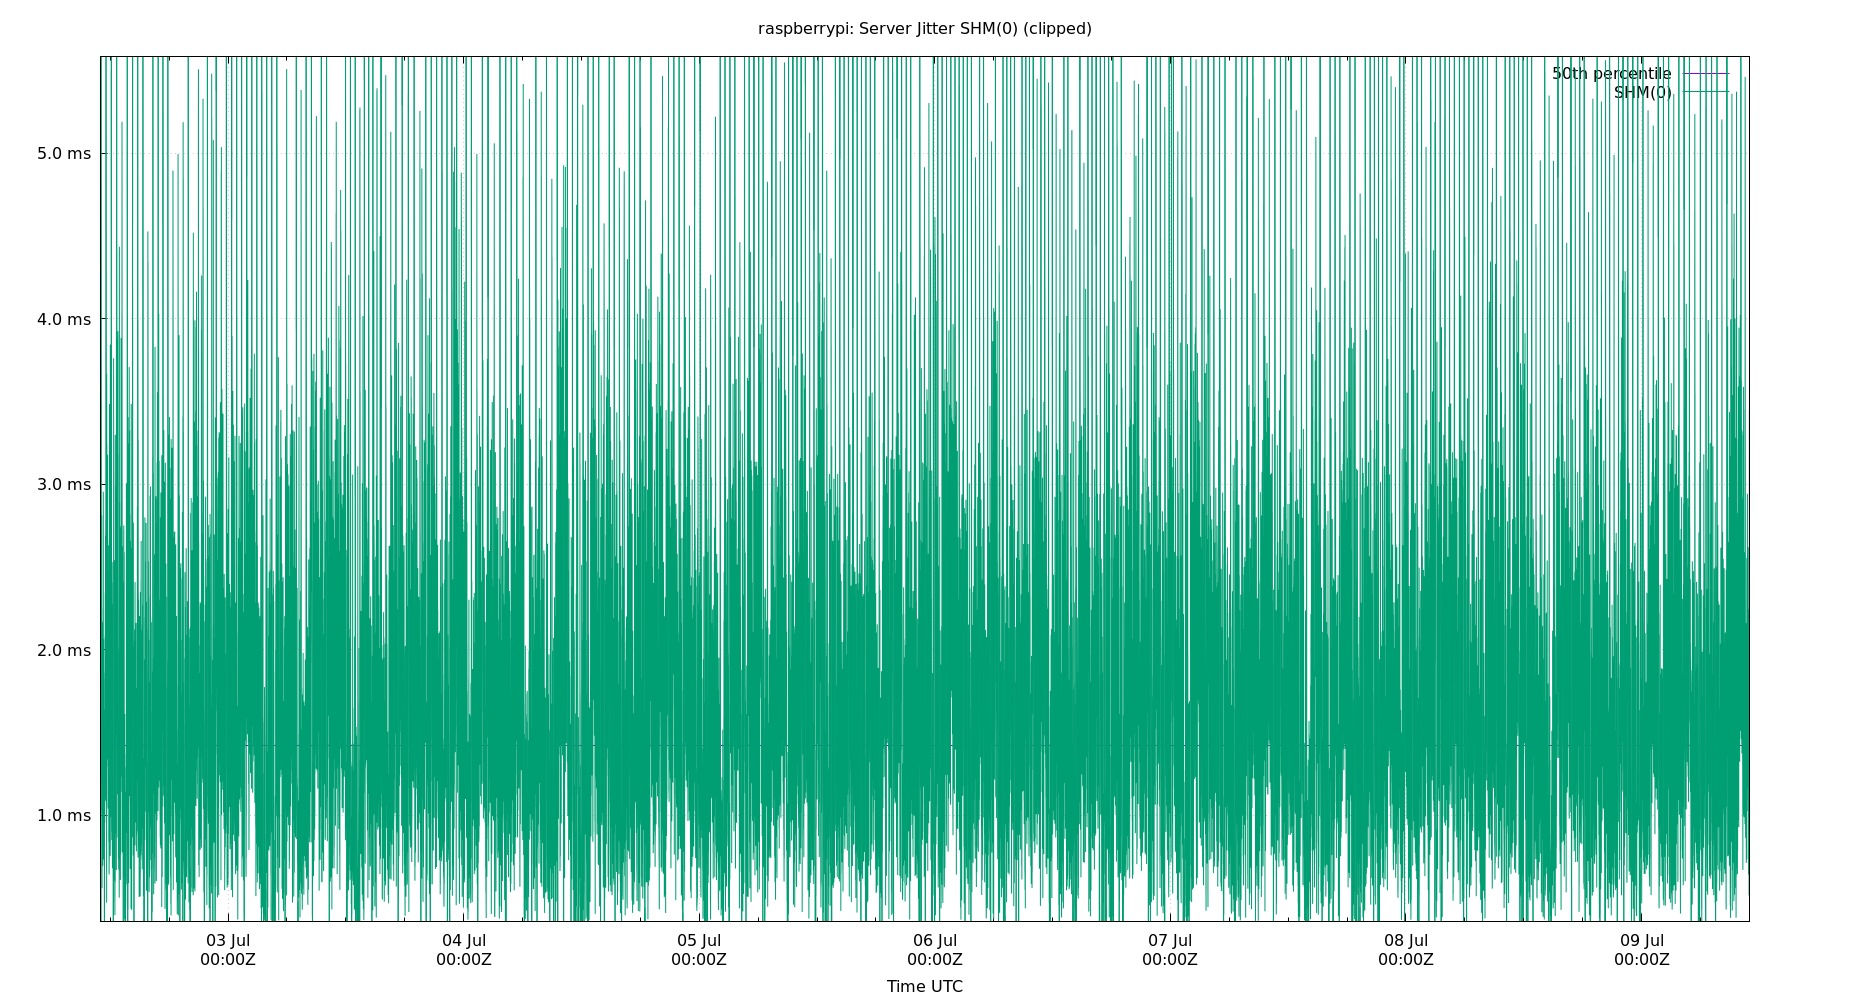 raspberrypi: Server Jitter SHM(0) (clipped)
50th percentile
SHM(0)
5.0 ms
4.0 ms
3.0 ms
2.0 ms
1.0 ms
03 Jul 04 Jul 05 Jul 06 Jul 07 Jul 08 Jul 09 Jul
00:00Z 00:00Z 00:00Z 00:00Z 00:00Z 00:00Z 00:00Z
Time UTC